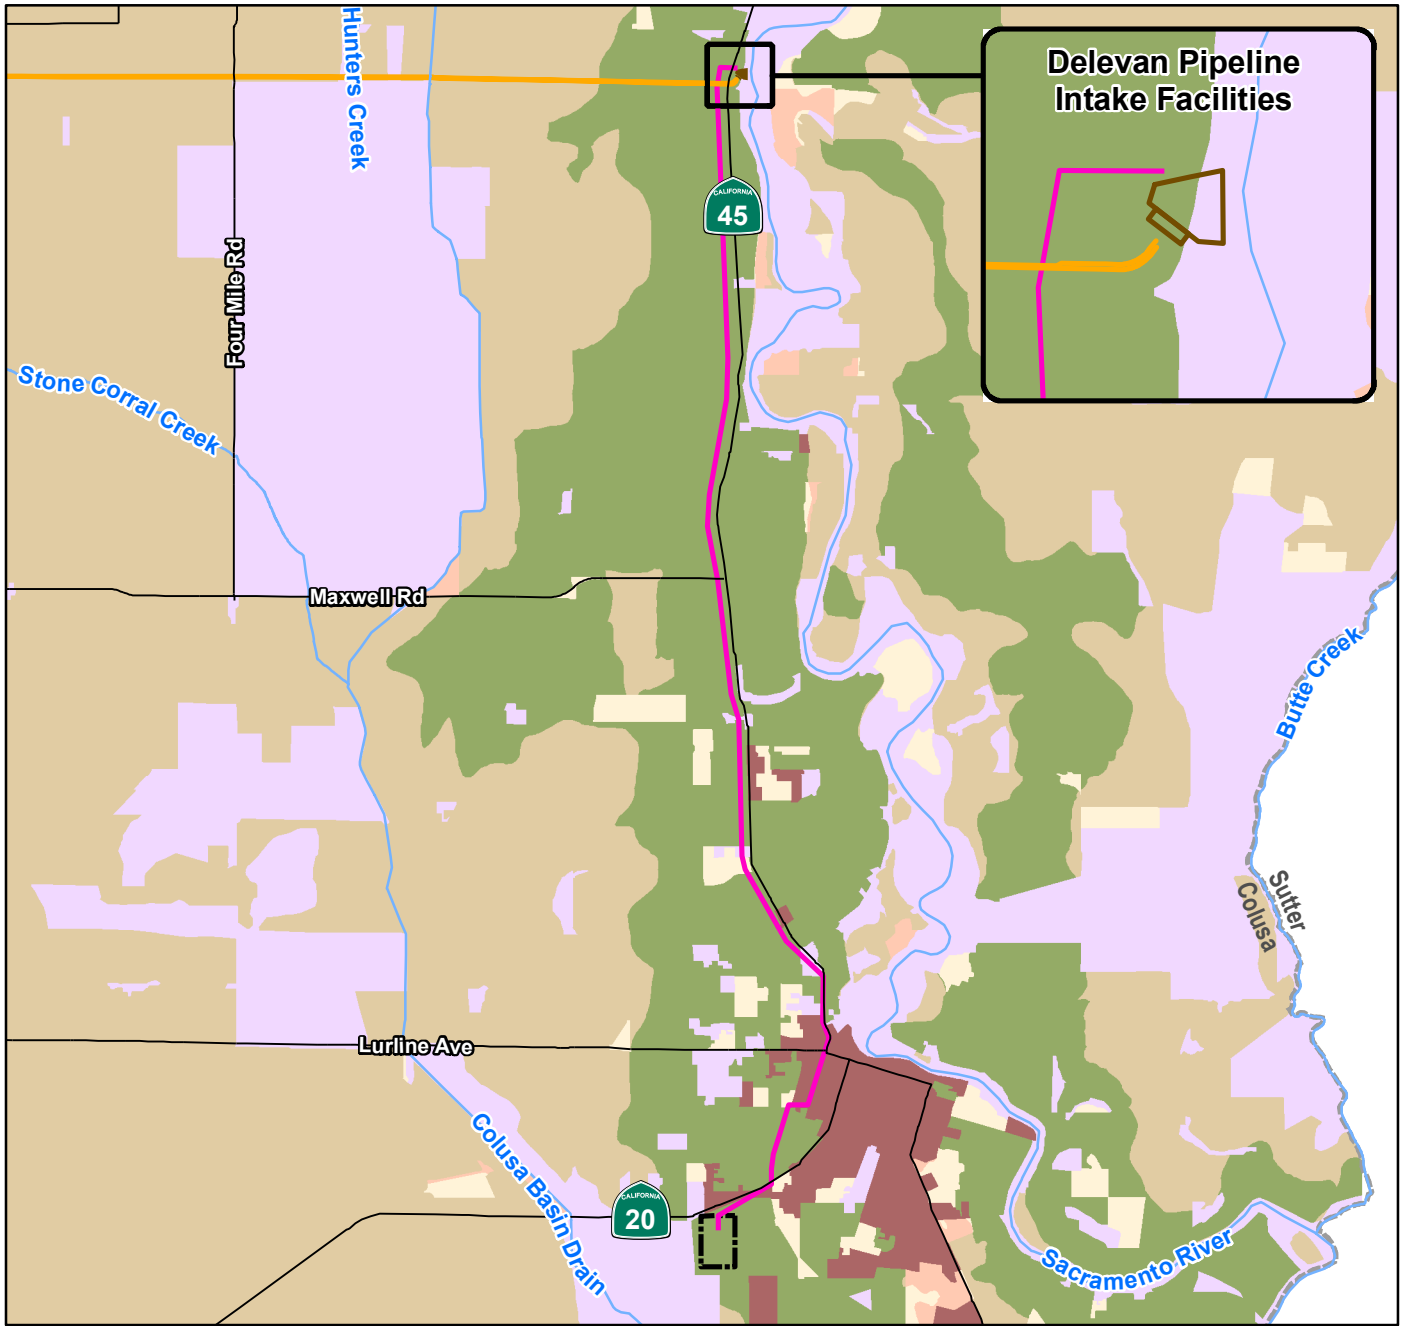 Hunters Creek
Delevan Pipeline
Intake Facilities
CALIFORNIA
45
Four Mile Rd
Stone Corral Creek
Maxwell Rd
Butte Creek
Sutter
Colusa
Lurline Ave
Colusa Basin Drain
CALIFORNIA
20
Sacramento River